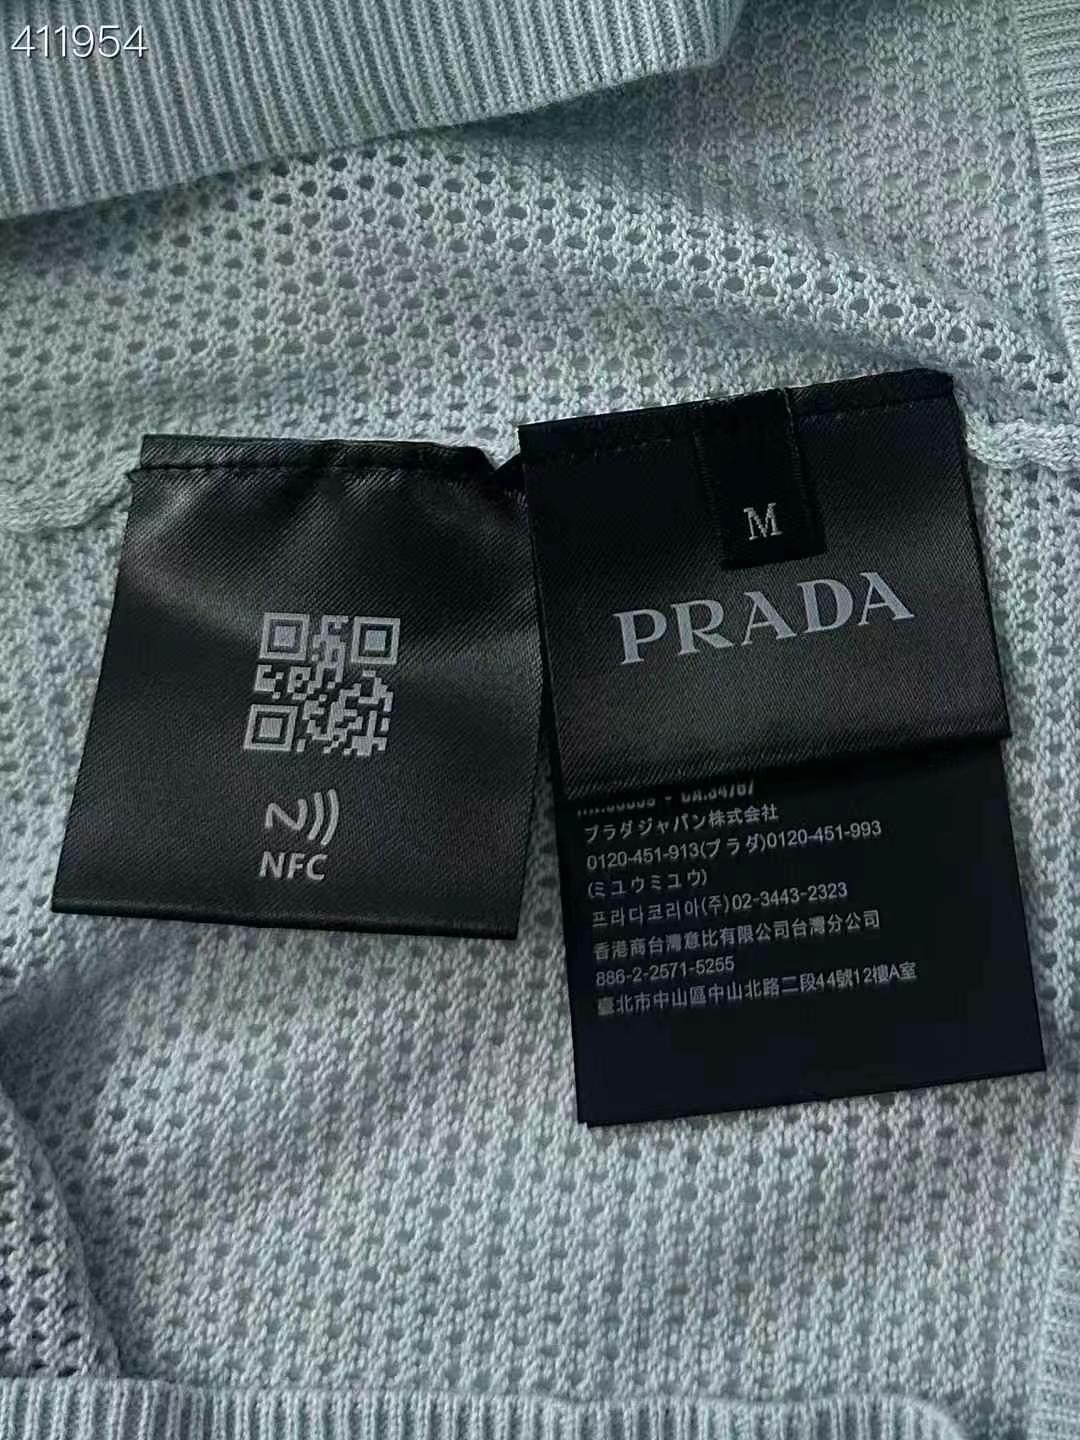 411954
M
PRADA
NFC
プラダジャパン株式会社
0120-451-913(プラダ)0120-451-993
(ミュウミュウ)
프라다코리아(주)02-3443-2323
香港商台灣意比有限公司台灣分公司
886-2-2571-5255
臺北市中山區中山北路二段44號12樓A室